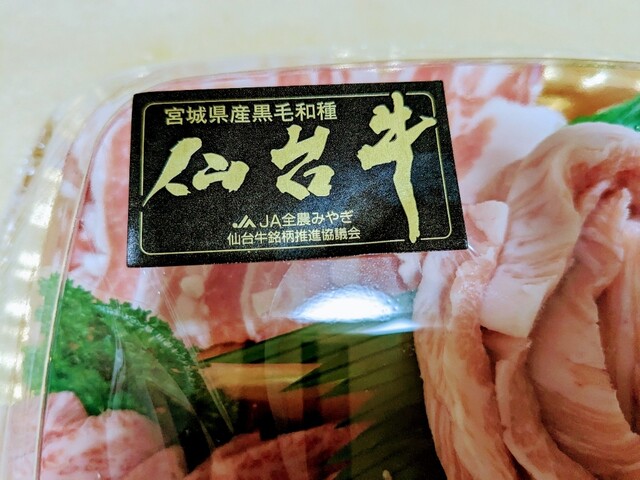 宮城県産黒毛和種
仙台牛
JA JA全農みやぎ
仙台牛銘柄推進協議会